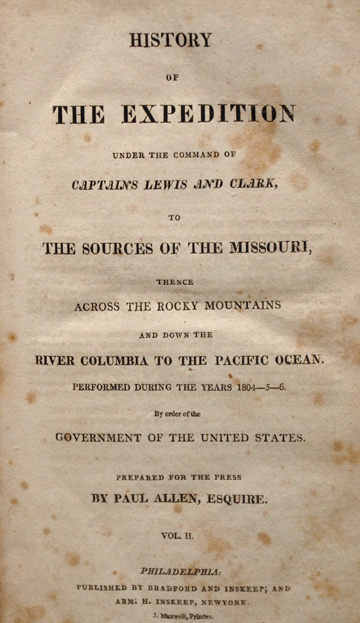 HISTORY
OF
THE EXPEDITION
UNDER THE COMMAND OF
CAPTAINS LEWIS AND CLARK,
TO
THE SOURCES OF THE MISSOURI,
THENCE
ACROSS THE ROCKY MOUNTAINS
AND DOWN THE
RIVER COLUMBIA TO THE PACIFIC OCEAN.
PERFORMED DURING THE YEARS 1804—5—6.
By order of the
GOVERNMENT OF THE UNITED STATES.
PREPARED FOR THE PRESS
BY PAUL ALLEN, ESQUIRE.
VOL. II.
PHILADELPHIA:
PUBLISHED BY BRADFORD AND INSKEEP; AND
ABM. H. INSKEEP, NEWYORK.
J. Maxwell, Printer.